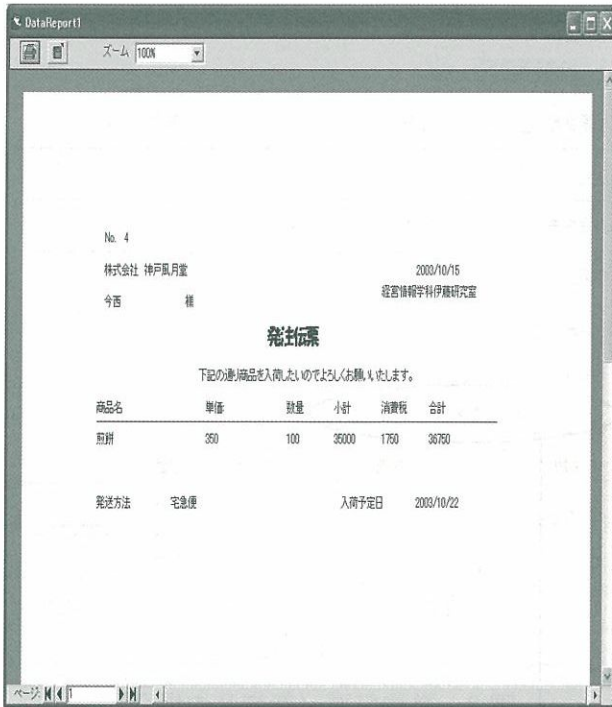 DataReport1
ズーム 100%
No. 4
株式会社 神戸風月堂 2003/10/15
今西 様 経営情報学科伊藤研究室
発注伝票
下記の通り商品を入荷したいのでよろしくお願いいたします。
商品名 単価 数量 小計 消費税 合計
煎餅 350 100 35000 1750 36750
発送方法 宅急便 入荷予定日 2003/10/22
ページ: 1